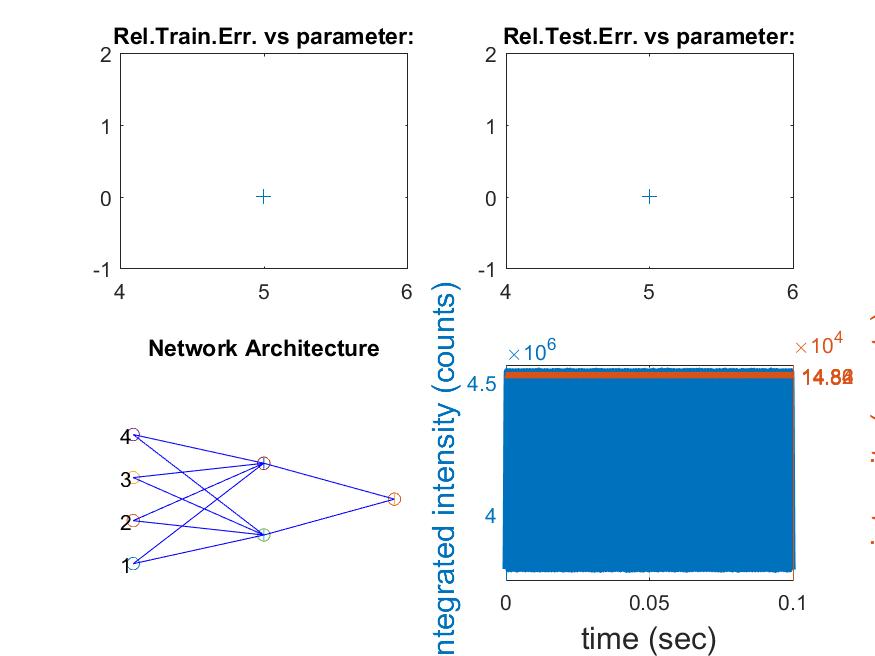 Rel.Train.Err. vs parameter:
2
1
0
-1
4 5 6
Rel.Test.Err. vs parameter:
2
1
0
-1
4 5 6
Network Architecture
4
3
2
1
ntegrated intensity (counts)
×10^6
4.5
4
×10^4
0 0.05 0.1
time (sec)